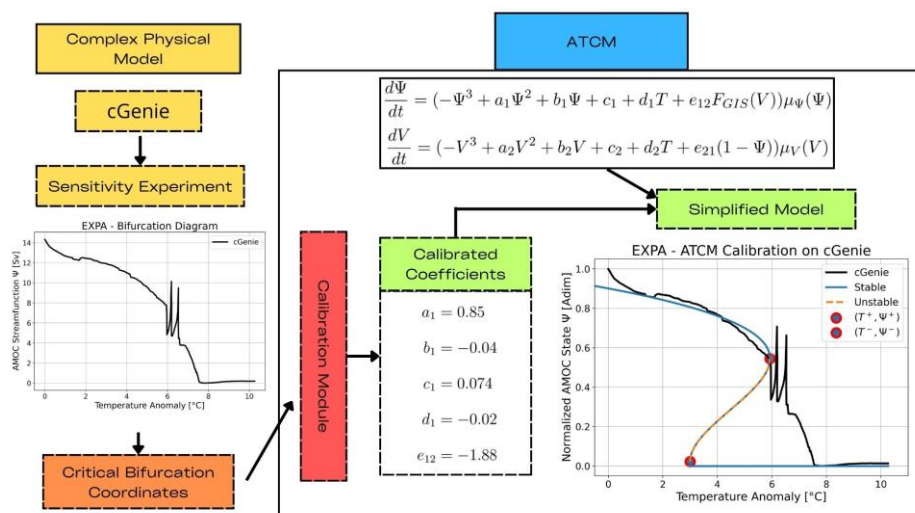 Complex Physical
Model
cGenie
Sensitivity Experiment
EXPA - Bifurcation Diagram
cGenie
AMOC Streamfunction Ψ [Sv]
14
12
10
8
6
4
2
0
0 2 4 6 8 10
Temperature Anomaly [°C]
Critical Bifurcation
Coordinates
Calibration Module
ATCM
dΨ/dt = (−Ψ³ + a₁Ψ² + b₁Ψ + c₁ + d₁T + e₁₂F_GIS(V))μ_Ψ(Ψ)
dV/dt = (−V³ + a₂V² + b₂V + c₂ + d₂T + e₂₁(1 − Ψ))μ_V(V)
Calibrated
Coefficients
a₁ = 0.85
b₁ = −0.04
c₁ = 0.074
d₁ = −0.02
e₁₂ = −1.88
Simplified Model
EXPA - ATCM Calibration on cGenie
cGenie
Stable
Unstable
(T⁺, Ψ⁺)
(T⁻, Ψ⁻)
Normalized AMOC State Ψ [Adim]
1.0
0.8
0.6
0.4
0.2
0.0
0 2 4 6 8 10
Temperature Anomaly [°C]